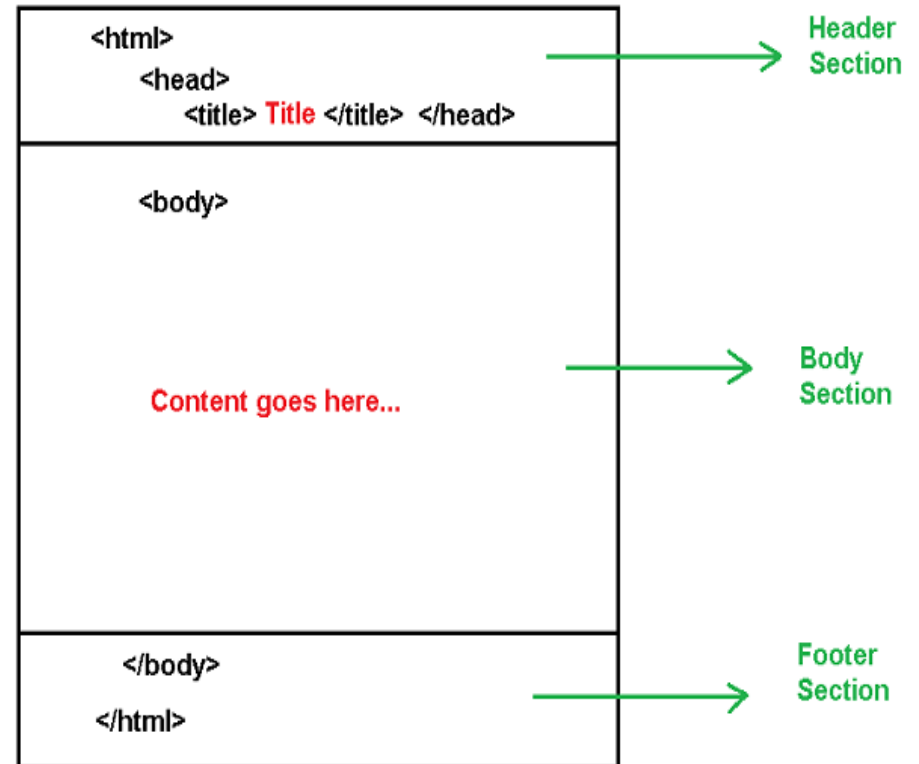 <html>
Header
Section
<head>
<title> Title </title> </head>
<body>
Body
Section
Content goes here...
</body>
Footer
Section
</html>